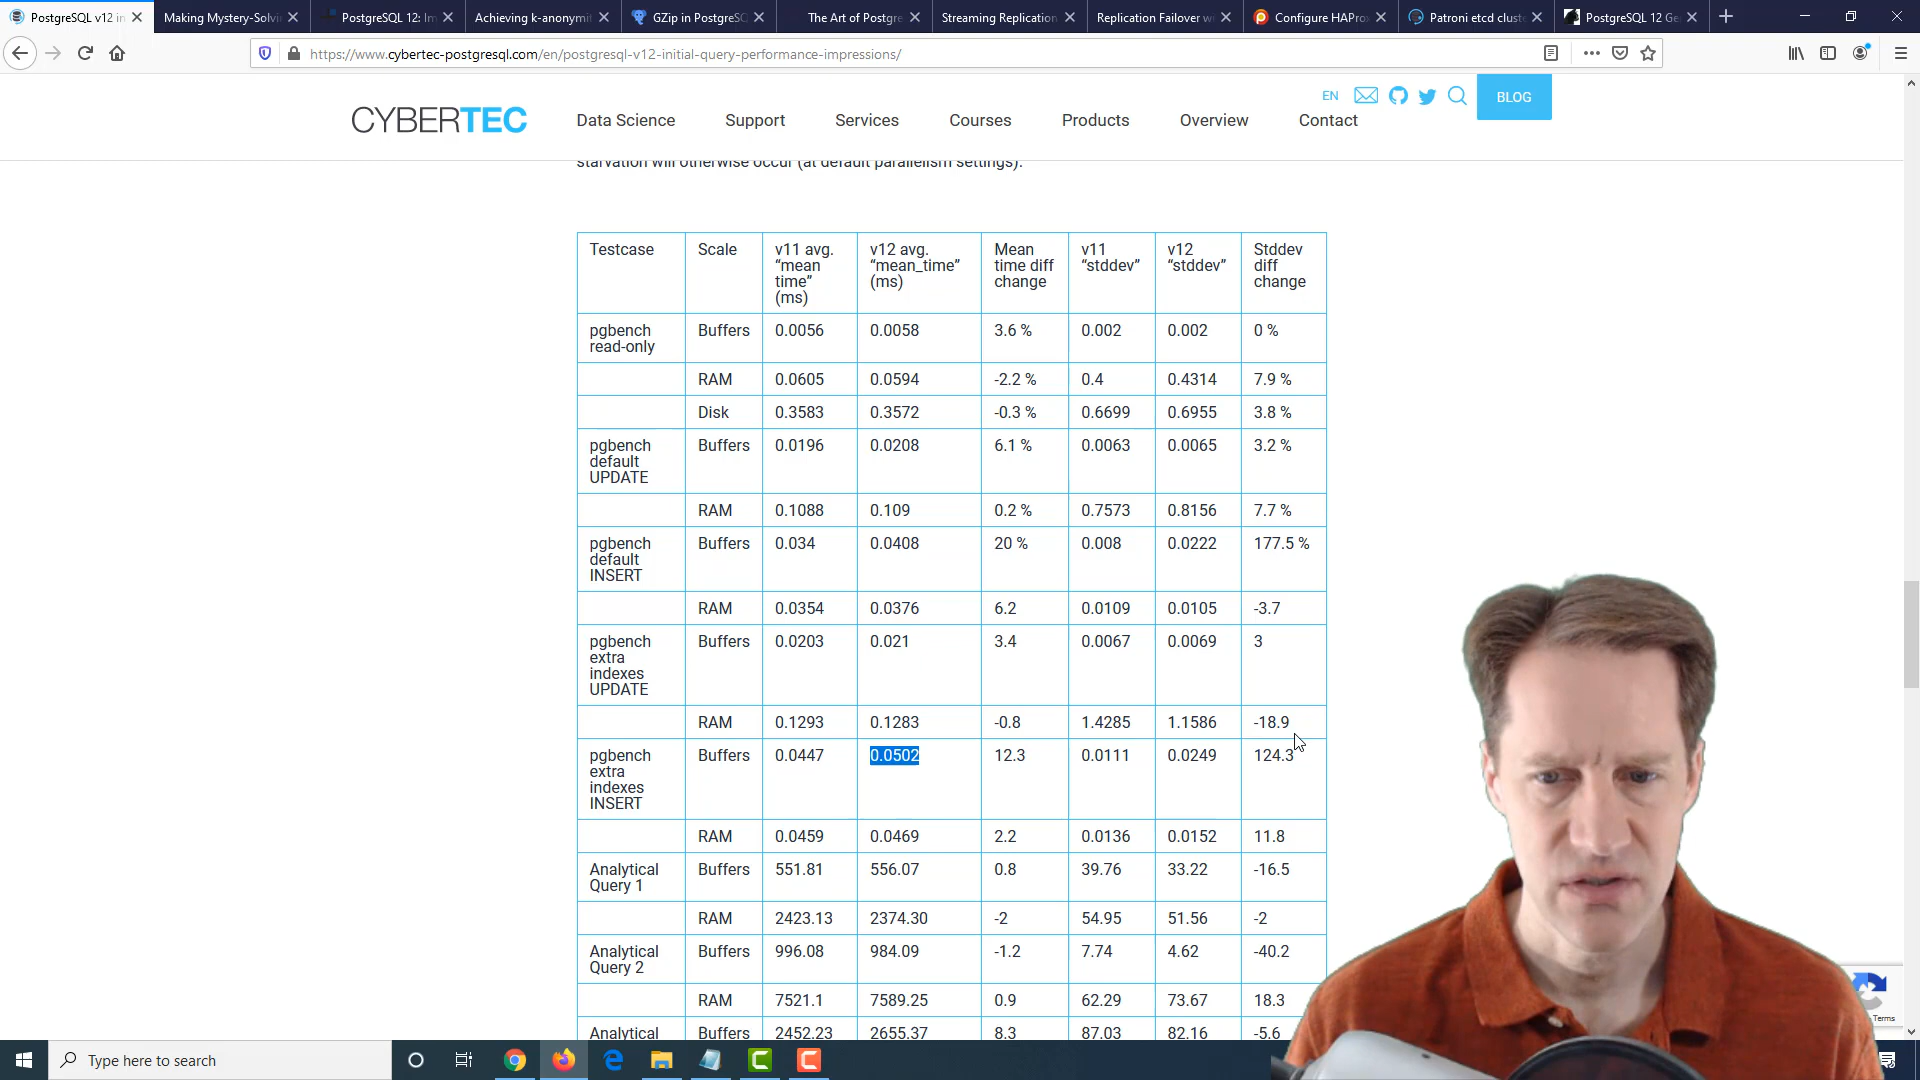 PostgreSQL v12 in
Making Mystery-Solvi
PostgreSQL 12: Im
Achieving k-anonymit
GZip in PostgreSQ
The Art of Postgre
Streaming Replication
Replication Failover w
Configure HAProx
Patroni etcd cluste
PostgreSQL 12 Ge
https://www.cybertec-postgresql.com/en/postgresql-v12-initial-query-performance-impressions/
CYBERTEC
EN
BLOG
Data Science
Support
Services
Courses
Products
Overview
Contact
starvation will otherwise occur (at default parallelism settings).
Testcase Scale v11 avg. v12 avg. Mean v11 v12 Stddev
“mean “mean_time” time diff “stddev” “stddev” diff
time” (ms) change change
(ms)
pgbench Buffers 0.0056 0.0058 3.6 % 0.002 0.002 0 %
read-only
RAM 0.0605 0.0594 -2.2 % 0.4 0.4314 7.9 %
Disk 0.3583 0.3572 -0.3 % 0.6699 0.6955 3.8 %
pgbench Buffers 0.0196 0.0208 6.1 % 0.0063 0.0065 3.2 %
default
UPDATE
RAM 0.1088 0.109 0.2 % 0.7573 0.8156 7.7 %
pgbench Buffers 0.034 0.0408 20 % 0.008 0.0222 177.5 %
default
INSERT
RAM 0.0354 0.0376 6.2 0.0109 0.0105 -3.7
pgbench Buffers 0.0203 0.021 3.4 0.0067 0.0069 3
extra
indexes
UPDATE
RAM 0.1293 0.1283 -0.8 1.4285 1.1586 -18.9
pgbench Buffers 0.0447 0.0502 12.3 0.0111 0.0249 124.3
extra
indexes
INSERT
RAM 0.0459 0.0469 2.2 0.0136 0.0152 11.8
Analytical Buffers 551.81 556.07 0.8 39.76 33.22 -16.5
Query 1
RAM 2423.13 2374.30 -2 54.95 51.56 -2
Analytical Buffers 996.08 984.09 -1.2 7.74 4.62 -40.2
Query 2
RAM 7521.1 7589.25 0.9 62.29 73.67 18.3
Analytical Buffers 2452.23 2655.37 8.3 87.03 82.16 -5.6
Terms
Type here to search